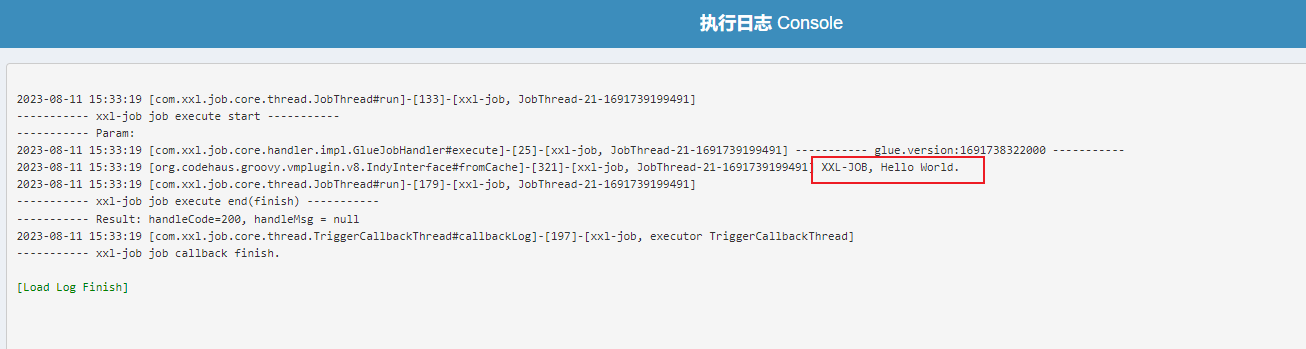 执行日志 Console
2023-08-11 15:33:19 [com.xxl.job.core.thread.JobThread#run]-[133]-[xxl-job, JobThread-21-1691739199491]
----------- xxl-job job execute start -----------
----------- Param:
2023-08-11 15:33:19 [com.xxl.job.core.handler.impl.GlueJobHandler#execute]-[25]-[xxl-job, JobThread-21-1691739199491] ----------- glue.version:1691738322000 -----------
2023-08-11 15:33:19 [org.codehaus.groovy.vmplugin.v8.IndyInterface#fromCache]-[321]-[xxl-job, JobThread-21-1691739199491] XXL-JOB, Hello World.
2023-08-11 15:33:19 [com.xxl.job.core.thread.JobThread#run]-[179]-[xxl-job, JobThread-21-1691739199491]
----------- xxl-job job execute end(finish) -----------
----------- Result: handleCode=200, handleMsg = null
2023-08-11 15:33:19 [com.xxl.job.core.thread.TriggerCallbackThread#callbackLog]-[197]-[xxl-job, executor TriggerCallbackThread]
----------- xxl-job job callback finish.
[Load Log Finish]